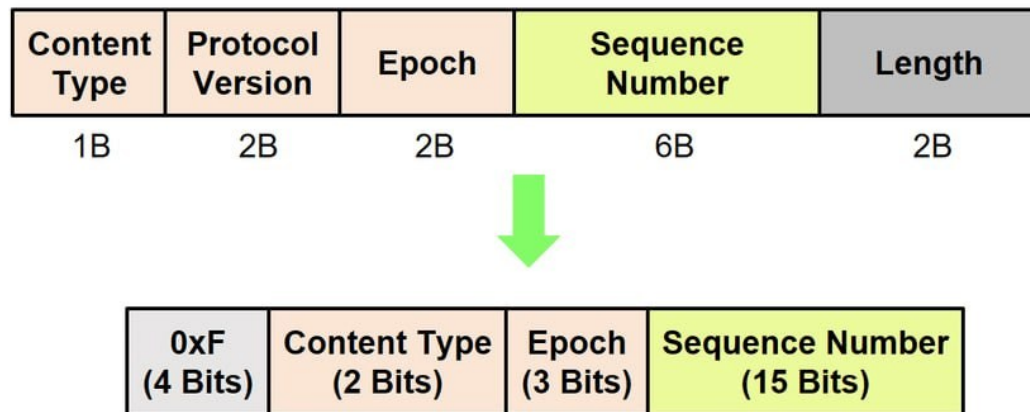 Content
Type
Protocol
Version
Epoch
Sequence
Number
Length
1B
2B
2B
6B
2B
0xF
(4 Bits)
Content Type
(2 Bits)
Epoch
(3 Bits)
Sequence Number
(15 Bits)